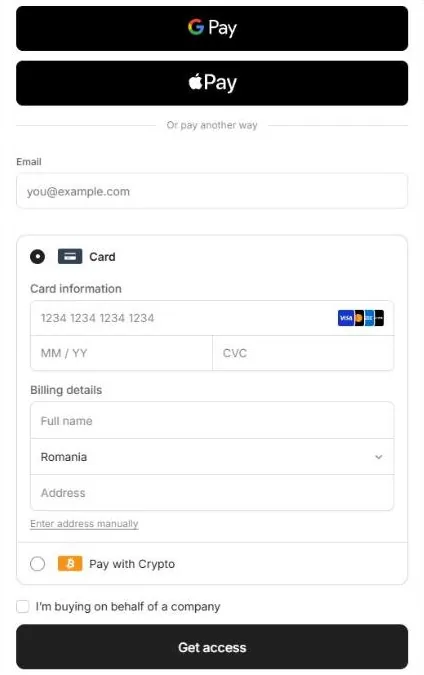 G Pay
Pay
Or pay another way
Email
you@example.com
Card
Card information
1234 1234 1234 1234 VISA
MM / YY CVC
Billing details
Full name
Romania
Address
Enter address manually
Pay with Crypto
I'm buying on behalf of a company
Get access